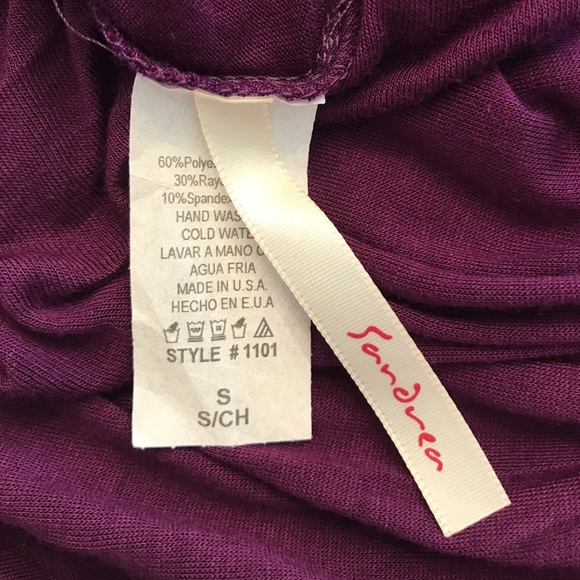 60%Polye
30%Ray
10%Spandex
HAND WAS
COLD WATE
LAVAR A MANO
AGUA FRIA
MADE IN U.S.A.
HECHO EN E.U.A
STYLE # 1101
S
S/CH
Sandrea